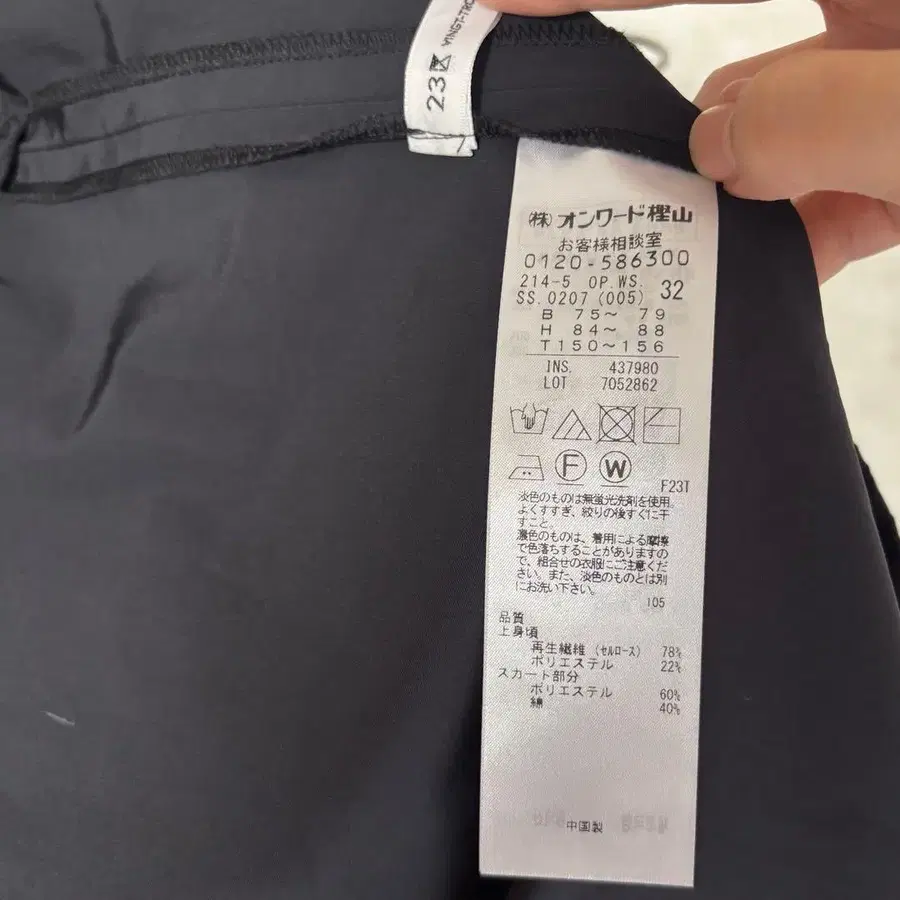 23区
VINGT-TRO
(株)オンワード樫山
お客様相談室
0120-586300
214-5 OP.WS. 32
SS.0207 (005)
B 75～ 79
H 84～ 88
T150～156
INS. 437980
LOT 7052862
F W
F23T
淡色のものは無蛍光洗剤を使用。
よくすすぎ、絞りの後すぐに干
すこと。
濃色のものは、着用による摩擦
で色落ちすることがありますの
で、組合せの衣服にご注意くだ
さい。また、淡色のものとは別
にお洗い下さい。
105
品質
上身頃
再生繊維 (セルロース) 78%
ポリエステル 22%
スカート部分
ポリエステル 60%
綿 40%
中国製